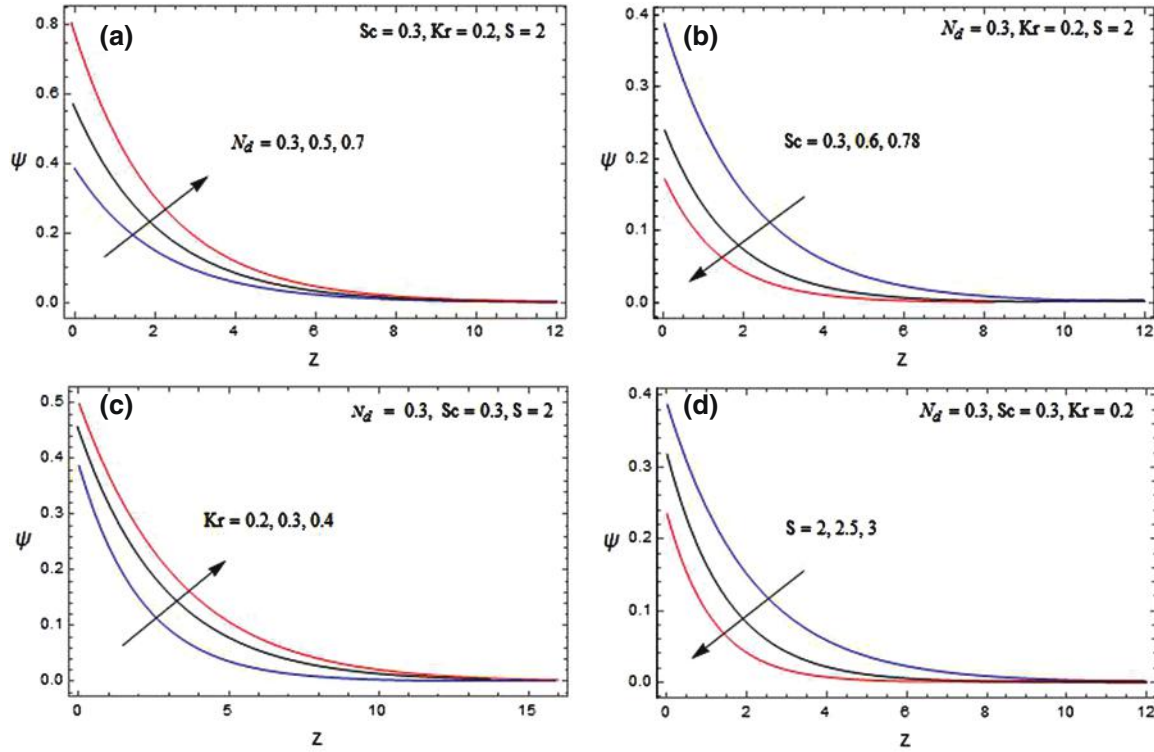 (a)
Sc = 0.3, Kr = 0.2, S = 2
N_d = 0.3, 0.5, 0.7
ψ
0.8
0.6
0.4
0.2
0.0
0 2 4 6 8 10 12
Z
(b)
N_d = 0.3, Kr = 0.2, S = 2
Sc = 0.3, 0.6, 0.78
ψ
0.4
0.3
0.2
0.1
0.0
0 2 4 6 8 10 12
Z
(c)
N_d = 0.3, Sc = 0.3, S = 2
Kr = 0.2, 0.3, 0.4
ψ
0.5
0.4
0.3
0.2
0.1
0.0
0 5 10 15
Z
(d)
N_d = 0.3, Sc = 0.3, Kr = 0.2
S = 2, 2.5, 3
ψ
0.4
0.3
0.2
0.1
0.0
0 2 4 6 8 10 12
Z